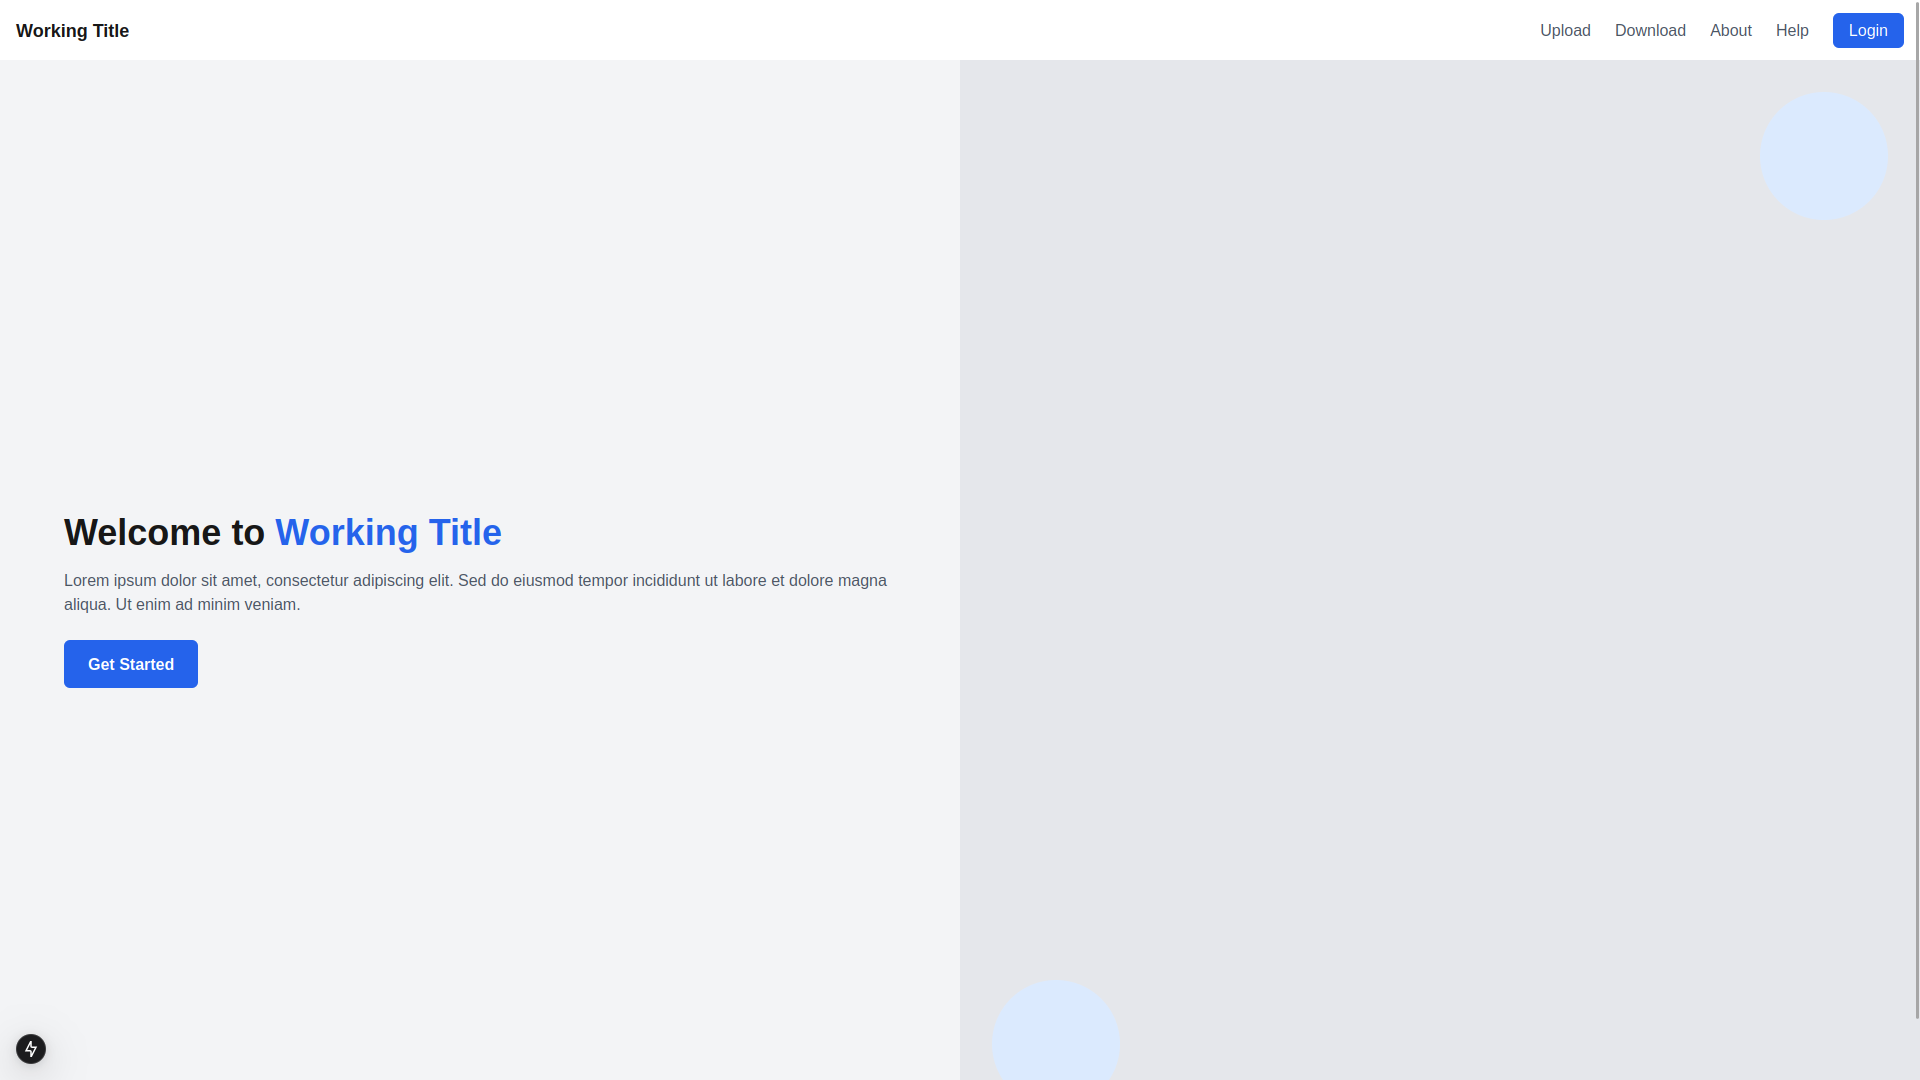 Working Title
Upload
Download
About
Help
Login
Welcome to Working Title
Lorem ipsum dolor sit amet, consectetur adipiscing elit. Sed do eiusmod tempor incididunt ut labore et dolore magna
aliqua. Ut enim ad minim veniam.
Get Started